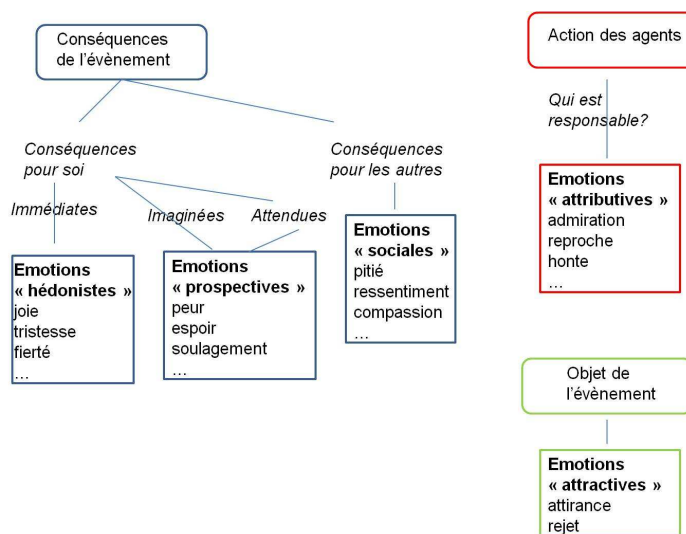 Conséquences
de l'évènement
Conséquences
pour soi
Conséquences
pour les autres
Immédiates
Imaginées
Attendues
Emotions
« hédonistes »
joie
tristesse
fierté
…
Emotions
« prospectives »
peur
espoir
soulagement
…
Emotions
« sociales »
pitié
ressentiment
compassion
…
Action des agents
Qui est
responsable?
Emotions
« attributives »
admiration
reproche
honte
…
Objet de
l'évènement
Emotions
« attractives »
attirance
rejet